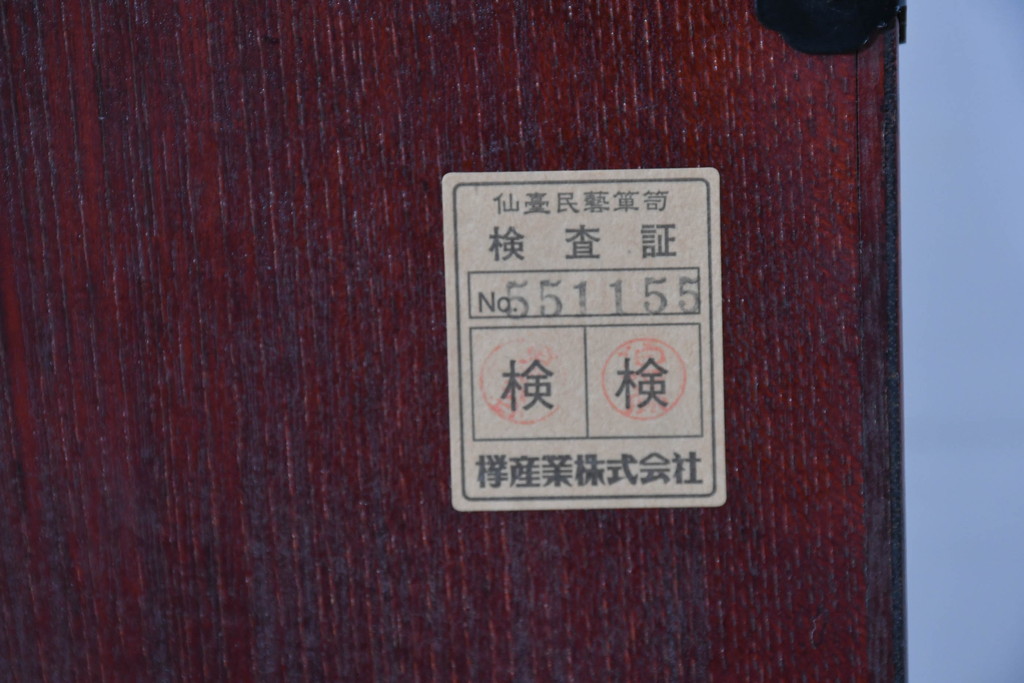 仙臺民藝箪笥
検査証
No. 551155
検 検
欅産業株式会社